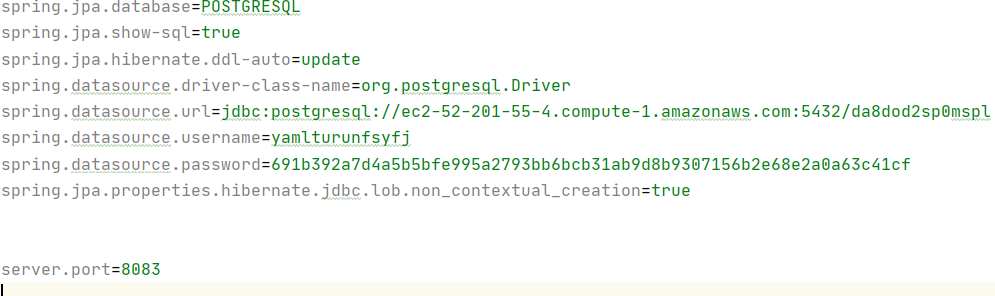 spring.jpa.database=POSTGRESQL
spring.jpa.show-sql=true
spring.jpa.hibernate.ddl-auto=update
spring.datasource.driver-class-name=org.postgresql.Driver
spring.datasource.url=jdbc:postgresql://ec2-52-201-55-4.compute-1.amazonaws.com:5432/da8dod2sp0mspl
spring.datasource.username=yamlturunfsyfj
spring.datasource.password=691b392a7d4a5b5bfe995a2793bb6bcb31ab9d8b9307156b2e68e2a0a63c41cf
spring.jpa.properties.hibernate.jdbc.lob.non_contextual_creation=true
server.port=8083